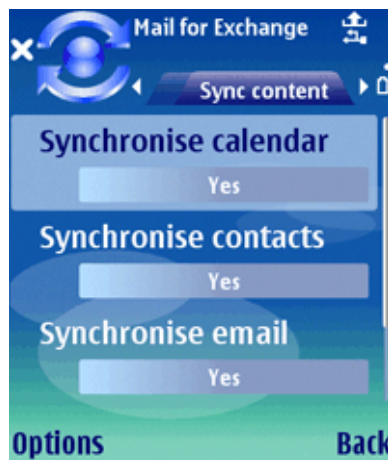 Mail for Exchange
Sync content
Synchronise calendar
Yes
Synchronise contacts
Yes
Synchronise email
Yes
Options Back